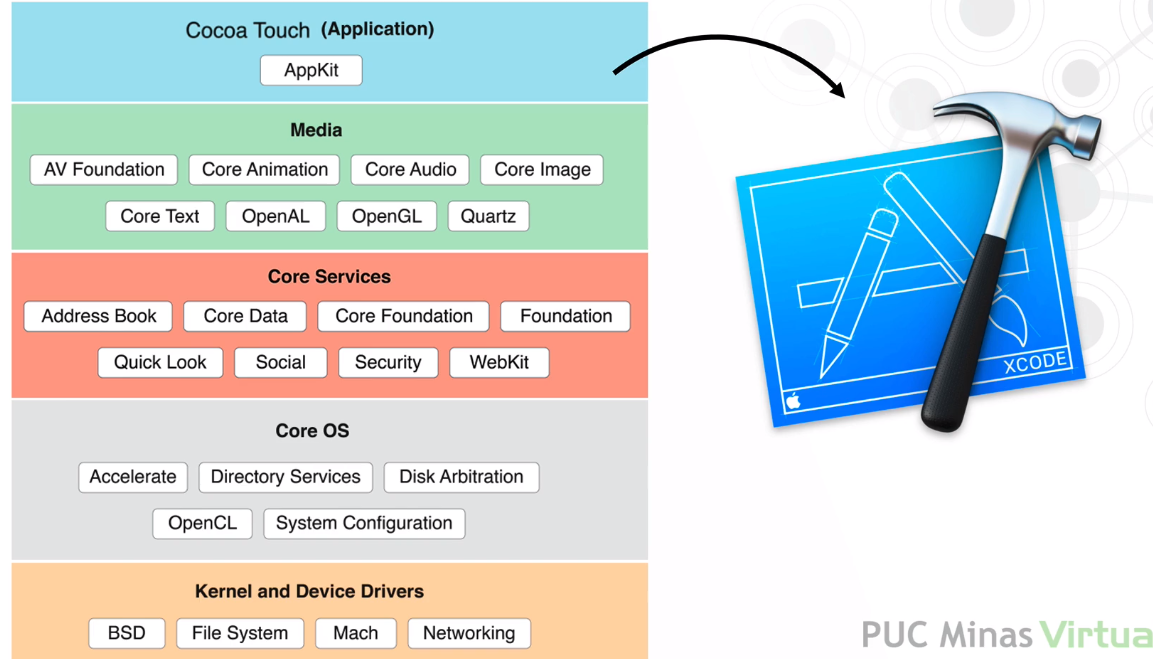 Cocoa Touch (Application)
AppKit
Media
AV Foundation Core Animation Core Audio Core Image
Core Text OpenAL OpenGL Quartz
Core Services
Address Book Core Data Core Foundation Foundation
Quick Look Social Security WebKit
Core OS
Accelerate Directory Services Disk Arbitration
OpenCL System Configuration
Kernel and Device Drivers
BSD File System Mach Networking
XCODE
PUC Minas Virtua